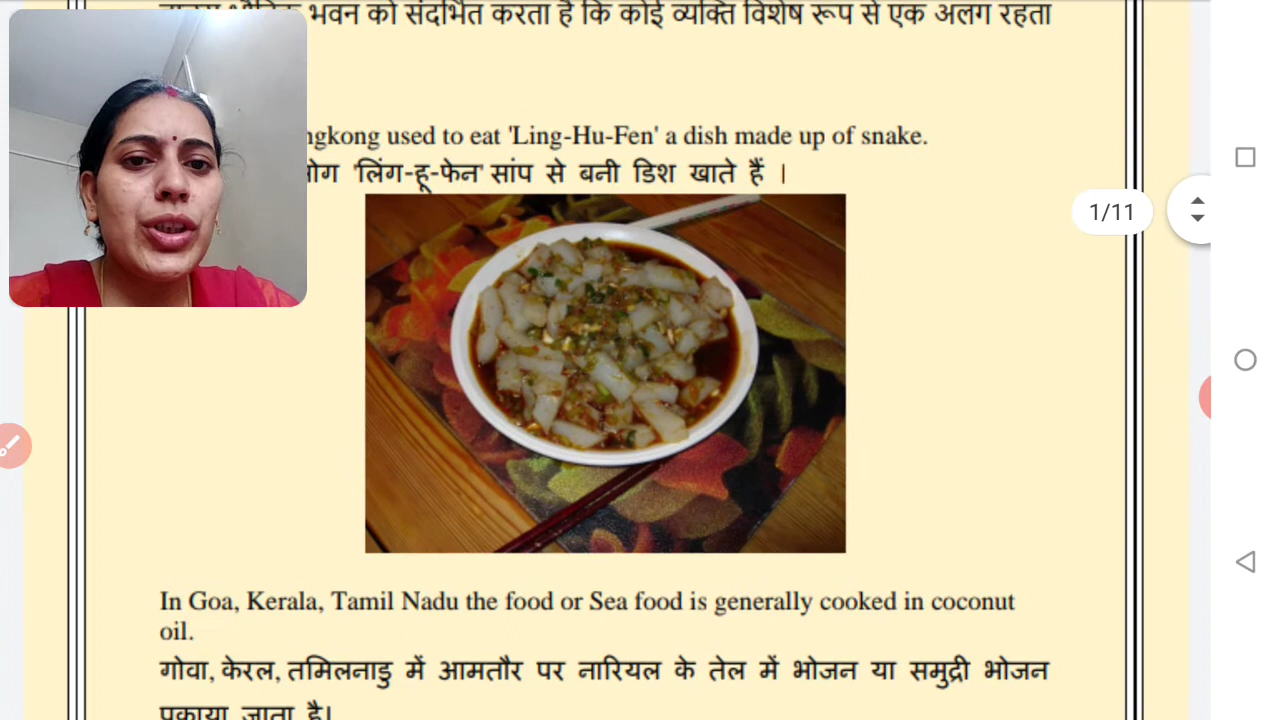 भवन को संदर्भित करता है कि कोई व्यक्ति विशेष रूप से एक अलग रहता
used to eat 'Ling-Hu-Fen' a dish made up of snake.
'लिंग-हू-फेन' सांप से बनी डिश खाते हैं ।
1/11
In Goa, Kerala, Tamil Nadu the food or Sea food is generally cooked in coconut
oil.
गोवा, केरल, तमिलनाडु में आमतौर पर नारियल के तेल में भोजन या समुद्री भोजन
पकाया जाता है।